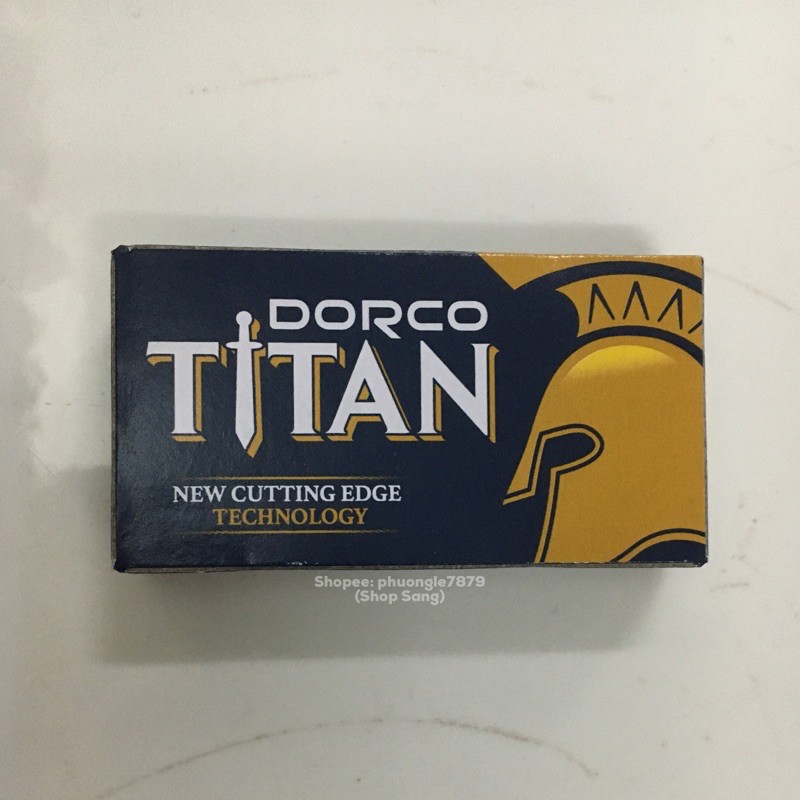 DORCO
TITAN
NEW CUTTING EDGE
TECHNOLOGY
Shopee: phuongle7879
(Shop Sang)